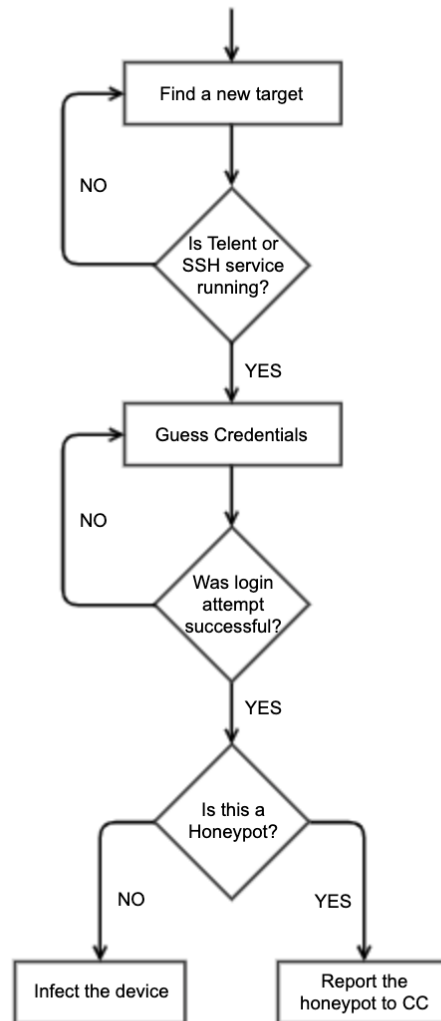 Find a new target
NO
Is Telent or
SSH service
running?
YES
Guess Credentials
NO
Was login
attempt
successful?
YES
Is this a
Honeypot?
NO
YES
Infect the device
Report the
honeypot to CC